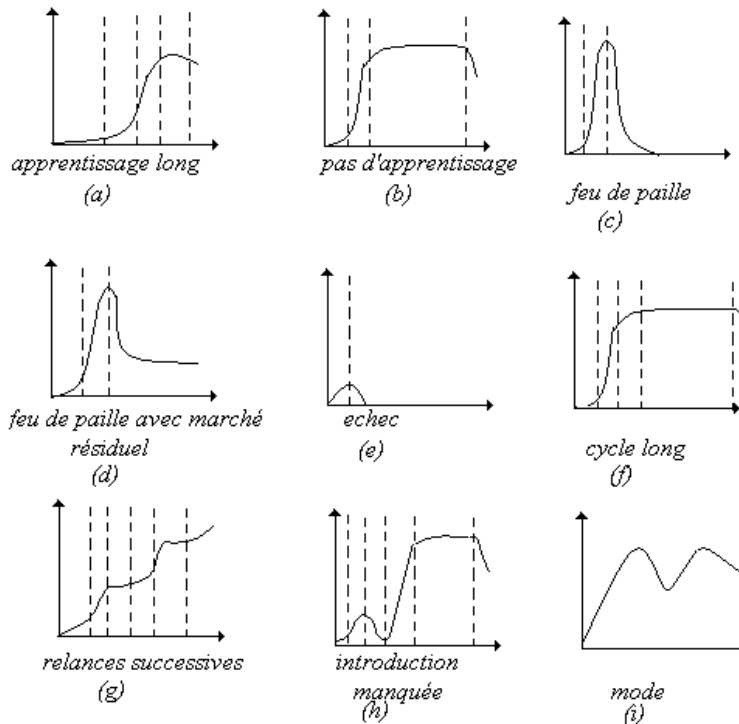 apprentissage long
(a)
pas d'apprentissage
(b)
feu de paille
(c)
feu de paille avec marché
résiduel
(d)
echec
(e)
cycle long
(f)
relances successives
(g)
introduction
manquée
(h)
mode
(i)